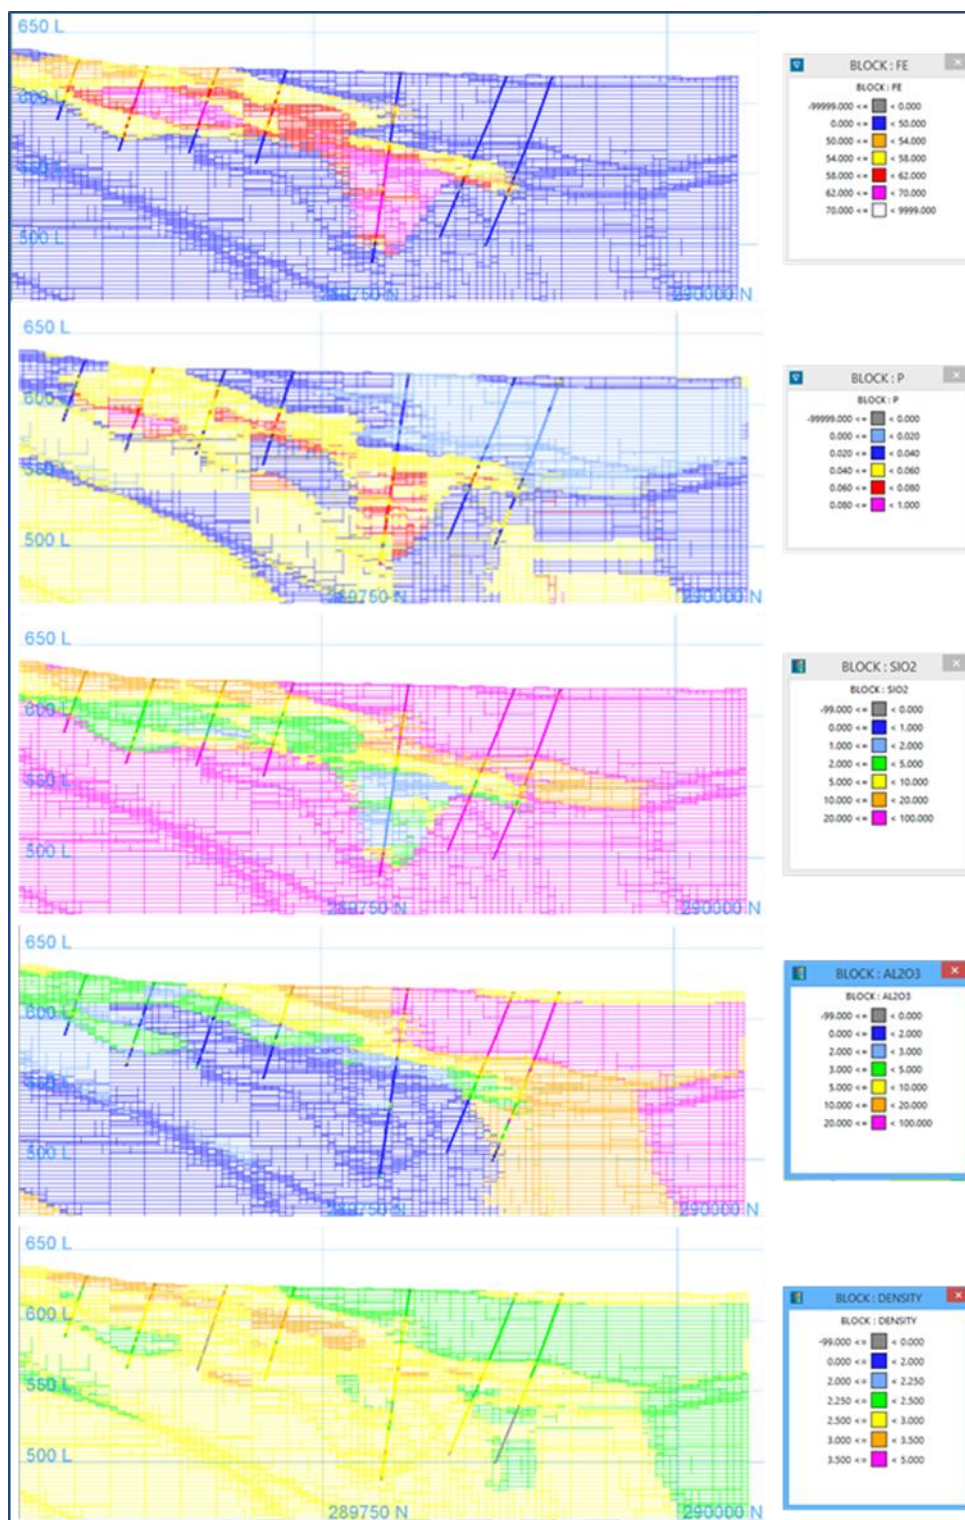 650 L
600 L
550 L
500 L
289750 N
290000 N
BLOCK : FE
BLOCK : FE
-99999.000 <= < 0.000
0.000 <= < 50.000
50.000 <= < 54.000
54.000 <= < 58.000
58.000 <= < 62.000
62.000 <= < 70.000
70.000 <= < 9999.000
650 L
600 L
550 L
500 L
289750 N
290000 N
BLOCK : P
BLOCK : P
-99999.000 <= < 0.000
0.000 <= < 0.020
0.020 <= < 0.040
0.040 <= < 0.060
0.060 <= < 0.080
0.080 <= < 1.000
650 L
600 L
550 L
500 L
289750 N
290000 N
BLOCK : SIO2
BLOCK : SIO2
-99.000 <= < 0.000
0.000 <= < 1.000
1.000 <= < 2.000
2.000 <= < 5.000
5.000 <= < 10.000
10.000 <= < 20.000
20.000 <= < 100.000
650 L
600 L
550 L
500 L
289750 N
290000 N
BLOCK : AL2O3
BLOCK : AL2O3
-99.000 <= < 0.000
0.000 <= < 2.000
2.000 <= < 3.000
3.000 <= < 5.000
5.000 <= < 10.000
10.000 <= < 20.000
20.000 <= < 100.000
650 L
600 L
550 L
500 L
289750 N
290000 N
BLOCK : DENSITY
BLOCK : DENSITY
-99.000 <= < 0.000
0.000 <= < 2.000
2.000 <= < 2.250
2.250 <= < 2.500
2.500 <= < 3.000
3.000 <= < 3.500
3.500 <= < 5.000